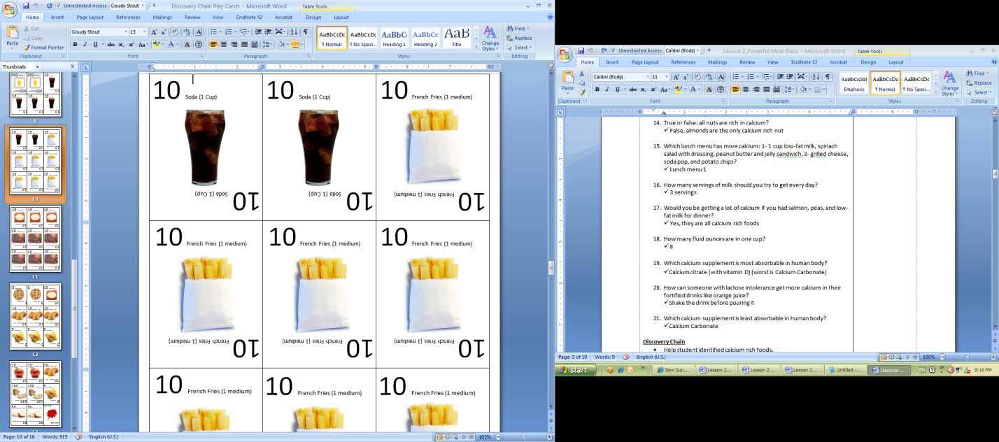 Unrestricted Access
Goudy Stout
Discovery Chain Play Cards - Microsoft Word
Table Tools
Home
Insert
Page Layout
References
Mailings
Review
View
EndNote X2
Acrobat
Design
Layout
Paste
Cut
Copy
Format Painter
Clipboard
Goudy Stout
13
Font
Paragraph
AaBbCcDc
¶ Normal
AaBbCcDc
¶ No Spaci...
AaBbC
Heading 1
AaBbCc
Heading 2
AaB
Title
Change Styles
Styles
Find
Replace
Select
Editing
Thumbnails
9
10
11
12
10 Soda (1 Cup)
Soda (1 Cup) 10
10 Soda (1 Cup)
Soda (1 Cup) 10
10 French Fries (1 medium)
French Fries (1 medium) 10
10 French Fries (1 medium)
French Fries (1 medium) 10
10 French Fries (1 medium)
French Fries (1 medium) 10
10 French Fries (1 medium)
French Fries (1 medium) 10
10 French Fries (1 medium)
10 French Fries (1 medium)
10 French Fries (1 medium)
Page: 10 of 16
Words: 915
English (U.S.)
102%
Unrestricted Access
Calibri (Body)
Lesson 2_Powerful Meal Plans - Microsoft Word
Table Tools
Home
Insert
Page Layout
References
Mailings
Review
View
EndNote X2
Acrobat
Design
Layout
Paste
Clipboard
Calibri (Body)
11
Font
Paragraph
AaBbCcDdI
Emphasis
AaBbCcDc
¶ Normal
AaBbCcDc
¶ No Spaci...
Change Styles
Styles
Find
Replace
Select
Editing
14. True or false: all nuts are rich in calcium?
✓ False, almonds are the only calcium rich nut
15. Which lunch menu has more calcium: 1- 1 cup low-fat milk, spinach
salad with dressing, peanut butter and jelly sandwich. 2- grilled cheese,
soda pop, and potato chips?
✓ Lunch menu 1
16. How many servings of milk should you try to get every day?
✓ 3 servings
17. Would you be getting a lot of calcium if you had salmon, peas, and low-
fat milk for dinner?
✓ Yes, they are all calcium rich foods
18. How many fluid ounces are in one cup?
✓ 8
19. Which calcium supplement is most absorbable in human body?
✓ Calcium citrate (with vitamin D) (worst is Calcium Carbonate)
20. How can someone with lactose intolerance get more calcium in their
fortified drinks like orange juice?
✓ Shake the drink before pouring it
21. Which calcium supplement is least absorbable in human body?
✓ Calcium Carbonate
Discovery Chain
• Help student identified calcium rich foods.
Page: 3 of 10
Words: 9
English (U.S.)
100%
start
Siew Sun...
Lesson 2...
Lesson 2...
Lesson 2...
Untitled -...
Discover...
EN
9:16 PM